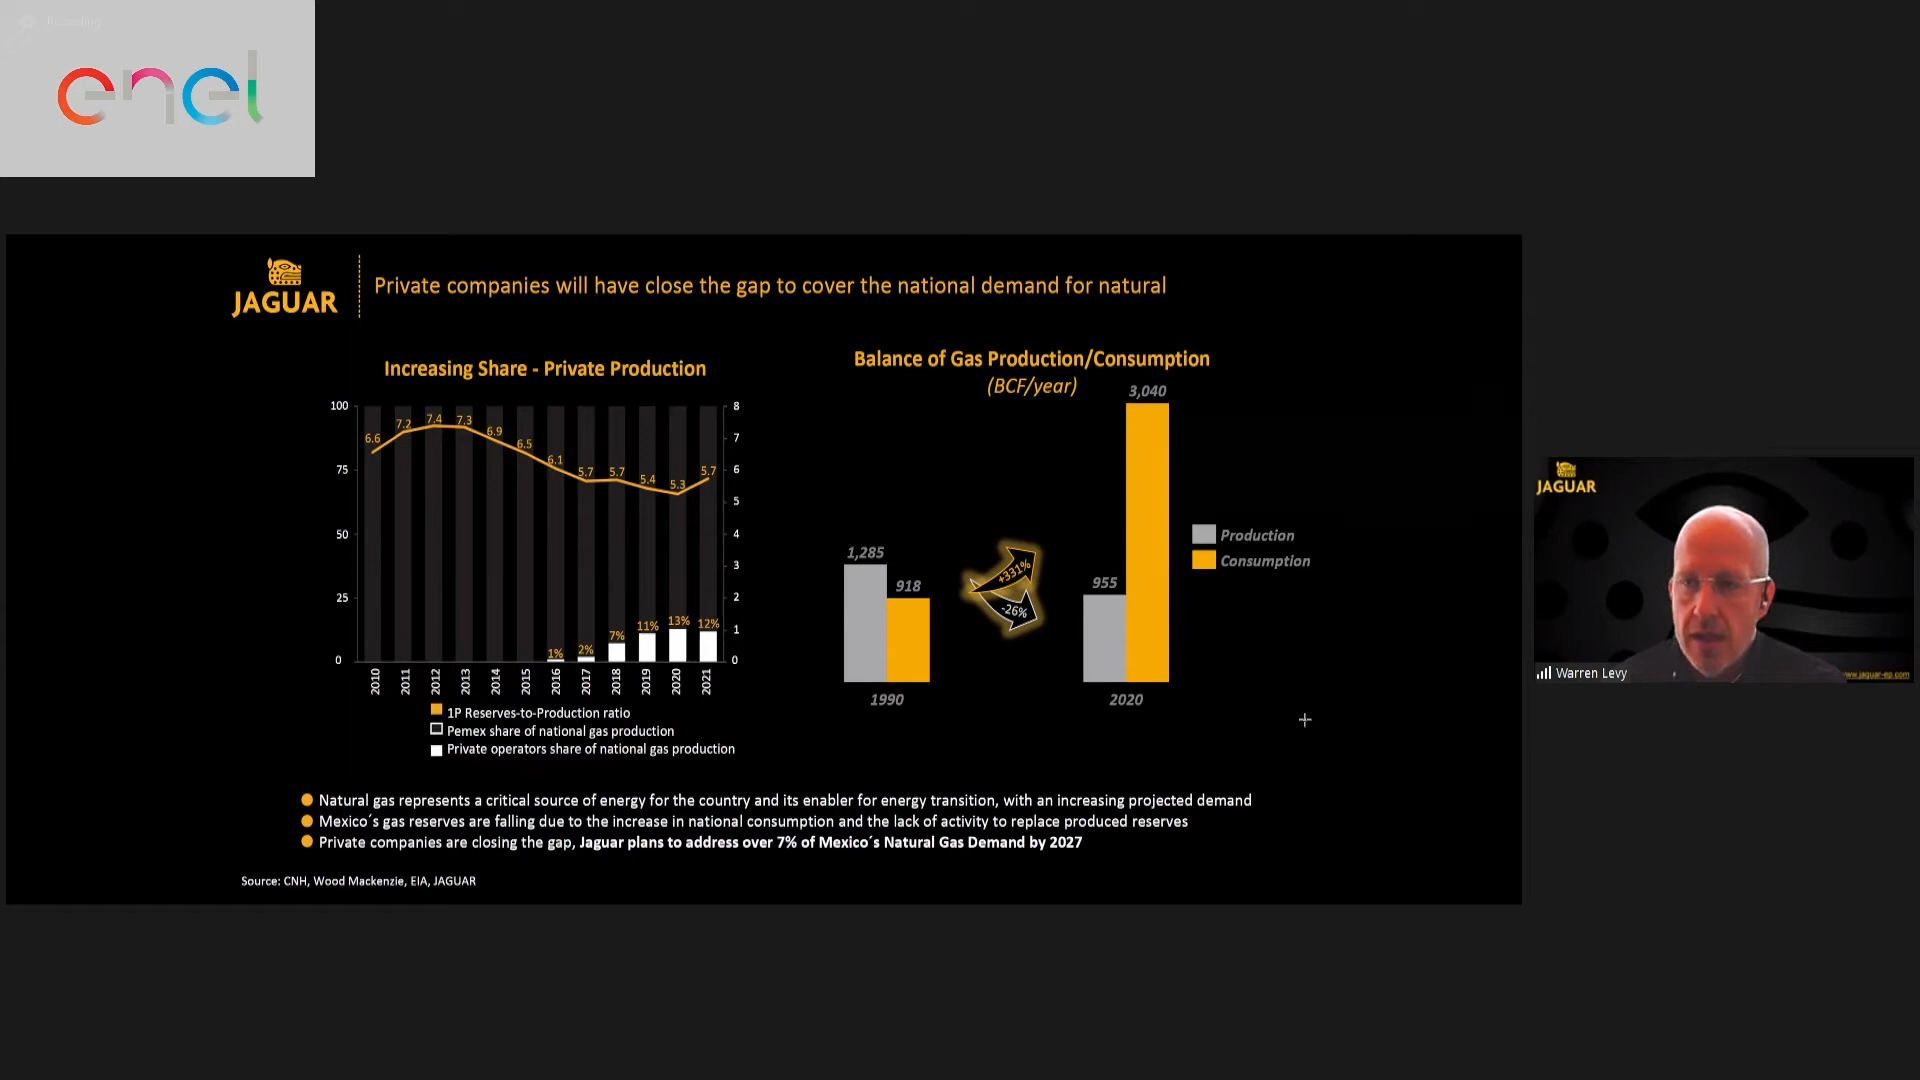 Recording
enel
JAGUAR
Private companies will have close the gap to cover the national demand for natural
Increasing Share - Private Production
100
75
50
25
0
8
7
6
5
4
3
2
1
0
6.6
7.2
7.4
7.3
6.9
6.5
6.1
5.7
5.7
5.4
5.3
5.7
1%
2%
7%
11%
13%
12%
2010
2011
2012
2013
2014
2015
2016
2017
2018
2019
2020
2021
1P Reserves-to-Production ratio
Pemex share of national gas production
Private operators share of national gas production
Balance of Gas Production/Consumption
(BCF/year)
1,285
918
+331%
-26%
955
3,040
1990
2020
Production
Consumption
Natural gas represents a critical source of energy for the country and its enabler for energy transition, with an increasing projected demand
Mexico´s gas reserves are falling due to the increase in national consumption and the lack of activity to replace produced reserves
Private companies are closing the gap, Jaguar plans to address over 7% of Mexico´s Natural Gas Demand by 2027
Source: CNH, Wood Mackenzie, EIA, JAGUAR
JAGUAR
Warren Levy
www.jaguar-ep.com